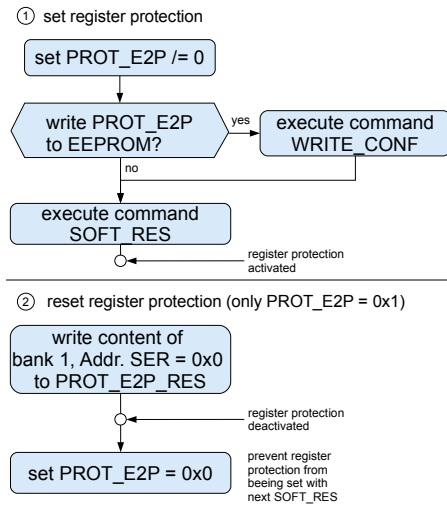 ① set register protection
set PROT_E2P /= 0
write PROT_E2P
to EEPROM?
yes
execute command
WRITE_CONF
no
execute command
SOFT_RES
register protection
activated
② reset register protection (only PROT_E2P = 0x1)
write content of
bank 1, Addr. SER = 0x0
to PROT_E2P_RES
register protection
deactivated
set PROT_E2P = 0x0
prevent register
protection from
beeing set with
next SOFT_RES